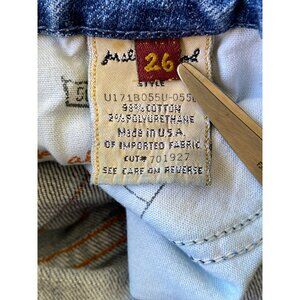 26
STYLE
U171B055U-055L
98%COTTON
2%POLYURETHANE
MADE IN U.S.A.
OF IMPORTED FABRIC
CUT# 701927
SEE CARE ON REVERSE